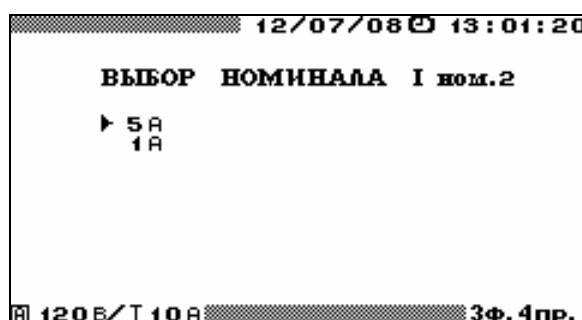 12/07/08 13:01:20
ВЫБОР НОМИНАЛА I ном.2
5А
1А
А 120В/Т 10А 3Ф.4пр.